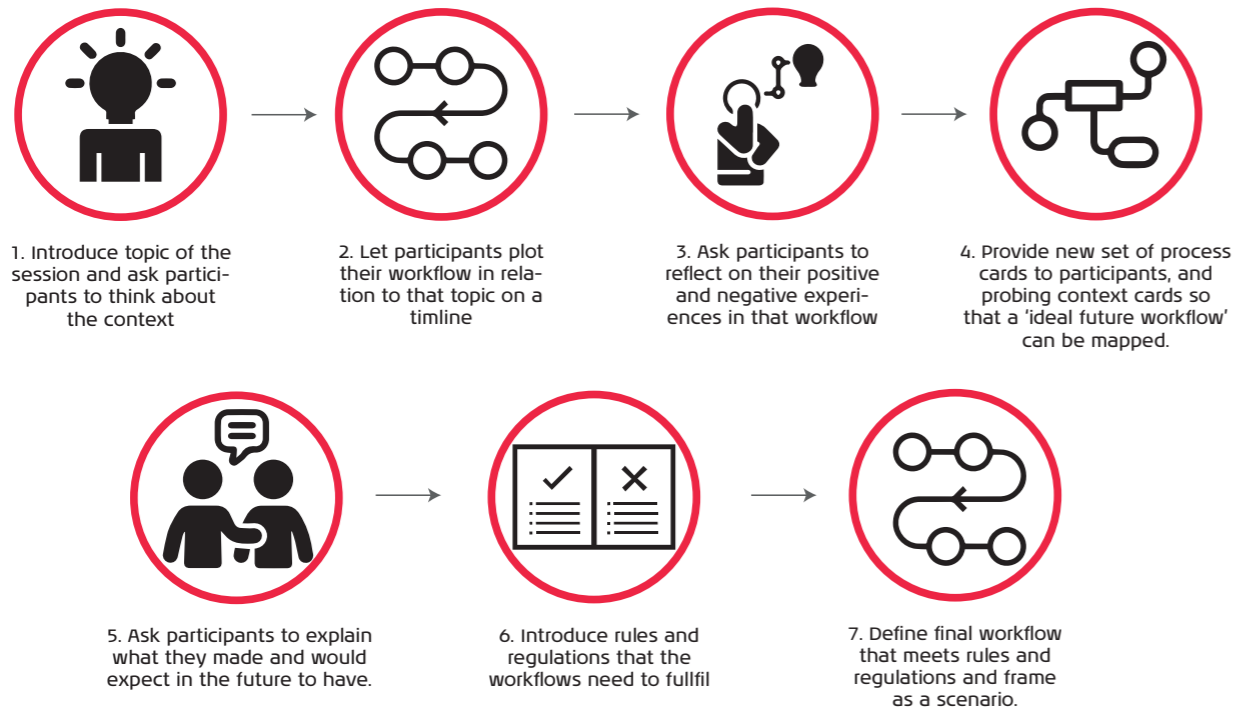 1. Introduce topic of the
session and ask partici-
pants to think about
the context
2. Let participants plot
their workflow in rela-
tion to that topic on a
timline
3. Ask participants to
reflect on their positive
and negative experi-
ences in that workflow
4. Provide new set of process
cards to participants, and
probing context cards so
that a 'ideal future workflow'
can be mapped.
5. Ask participants to explain
what they made and would
expect in the future to have.
6. Introduce rules and
regulations that the
workflows need to fullfil
7. Define final workflow
that meets rules and
regulations and frame
as a scenario.